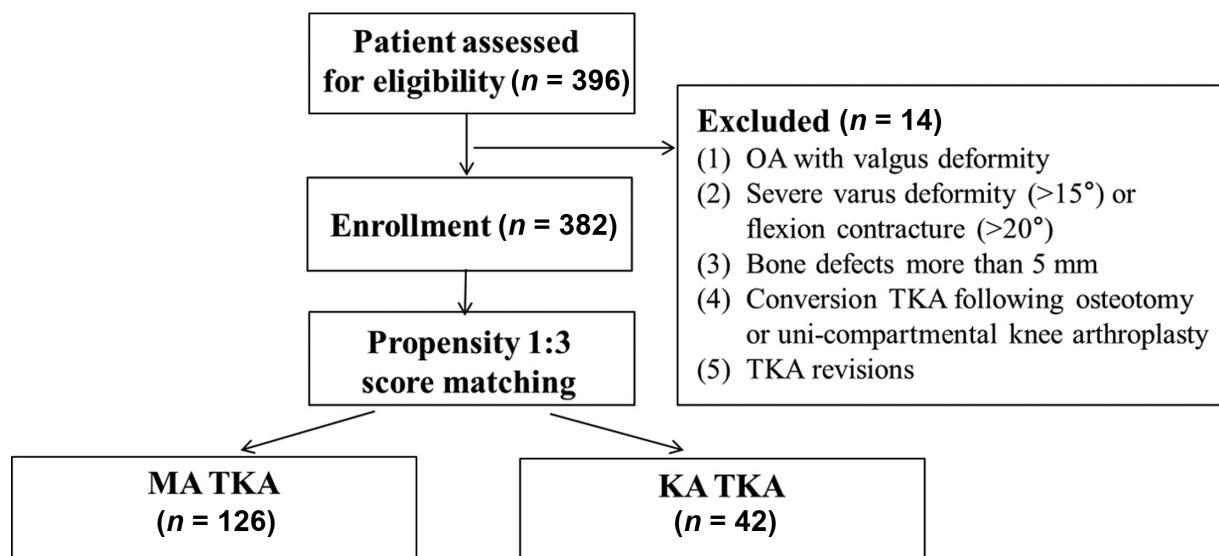 Patient assessed
for eligibility (n = 396)
Excluded (n = 14)
(1) OA with valgus deformity
(2) Severe varus deformity (>15°) or
flexion contracture (>20°)
(3) Bone defects more than 5 mm
(4) Conversion TKA following osteotomy
or uni-compartmental knee arthroplasty
(5) TKA revisions
Enrollment (n = 382)
Propensity 1:3
score matching
MA TKA
(n = 126)
KA TKA
(n = 42)